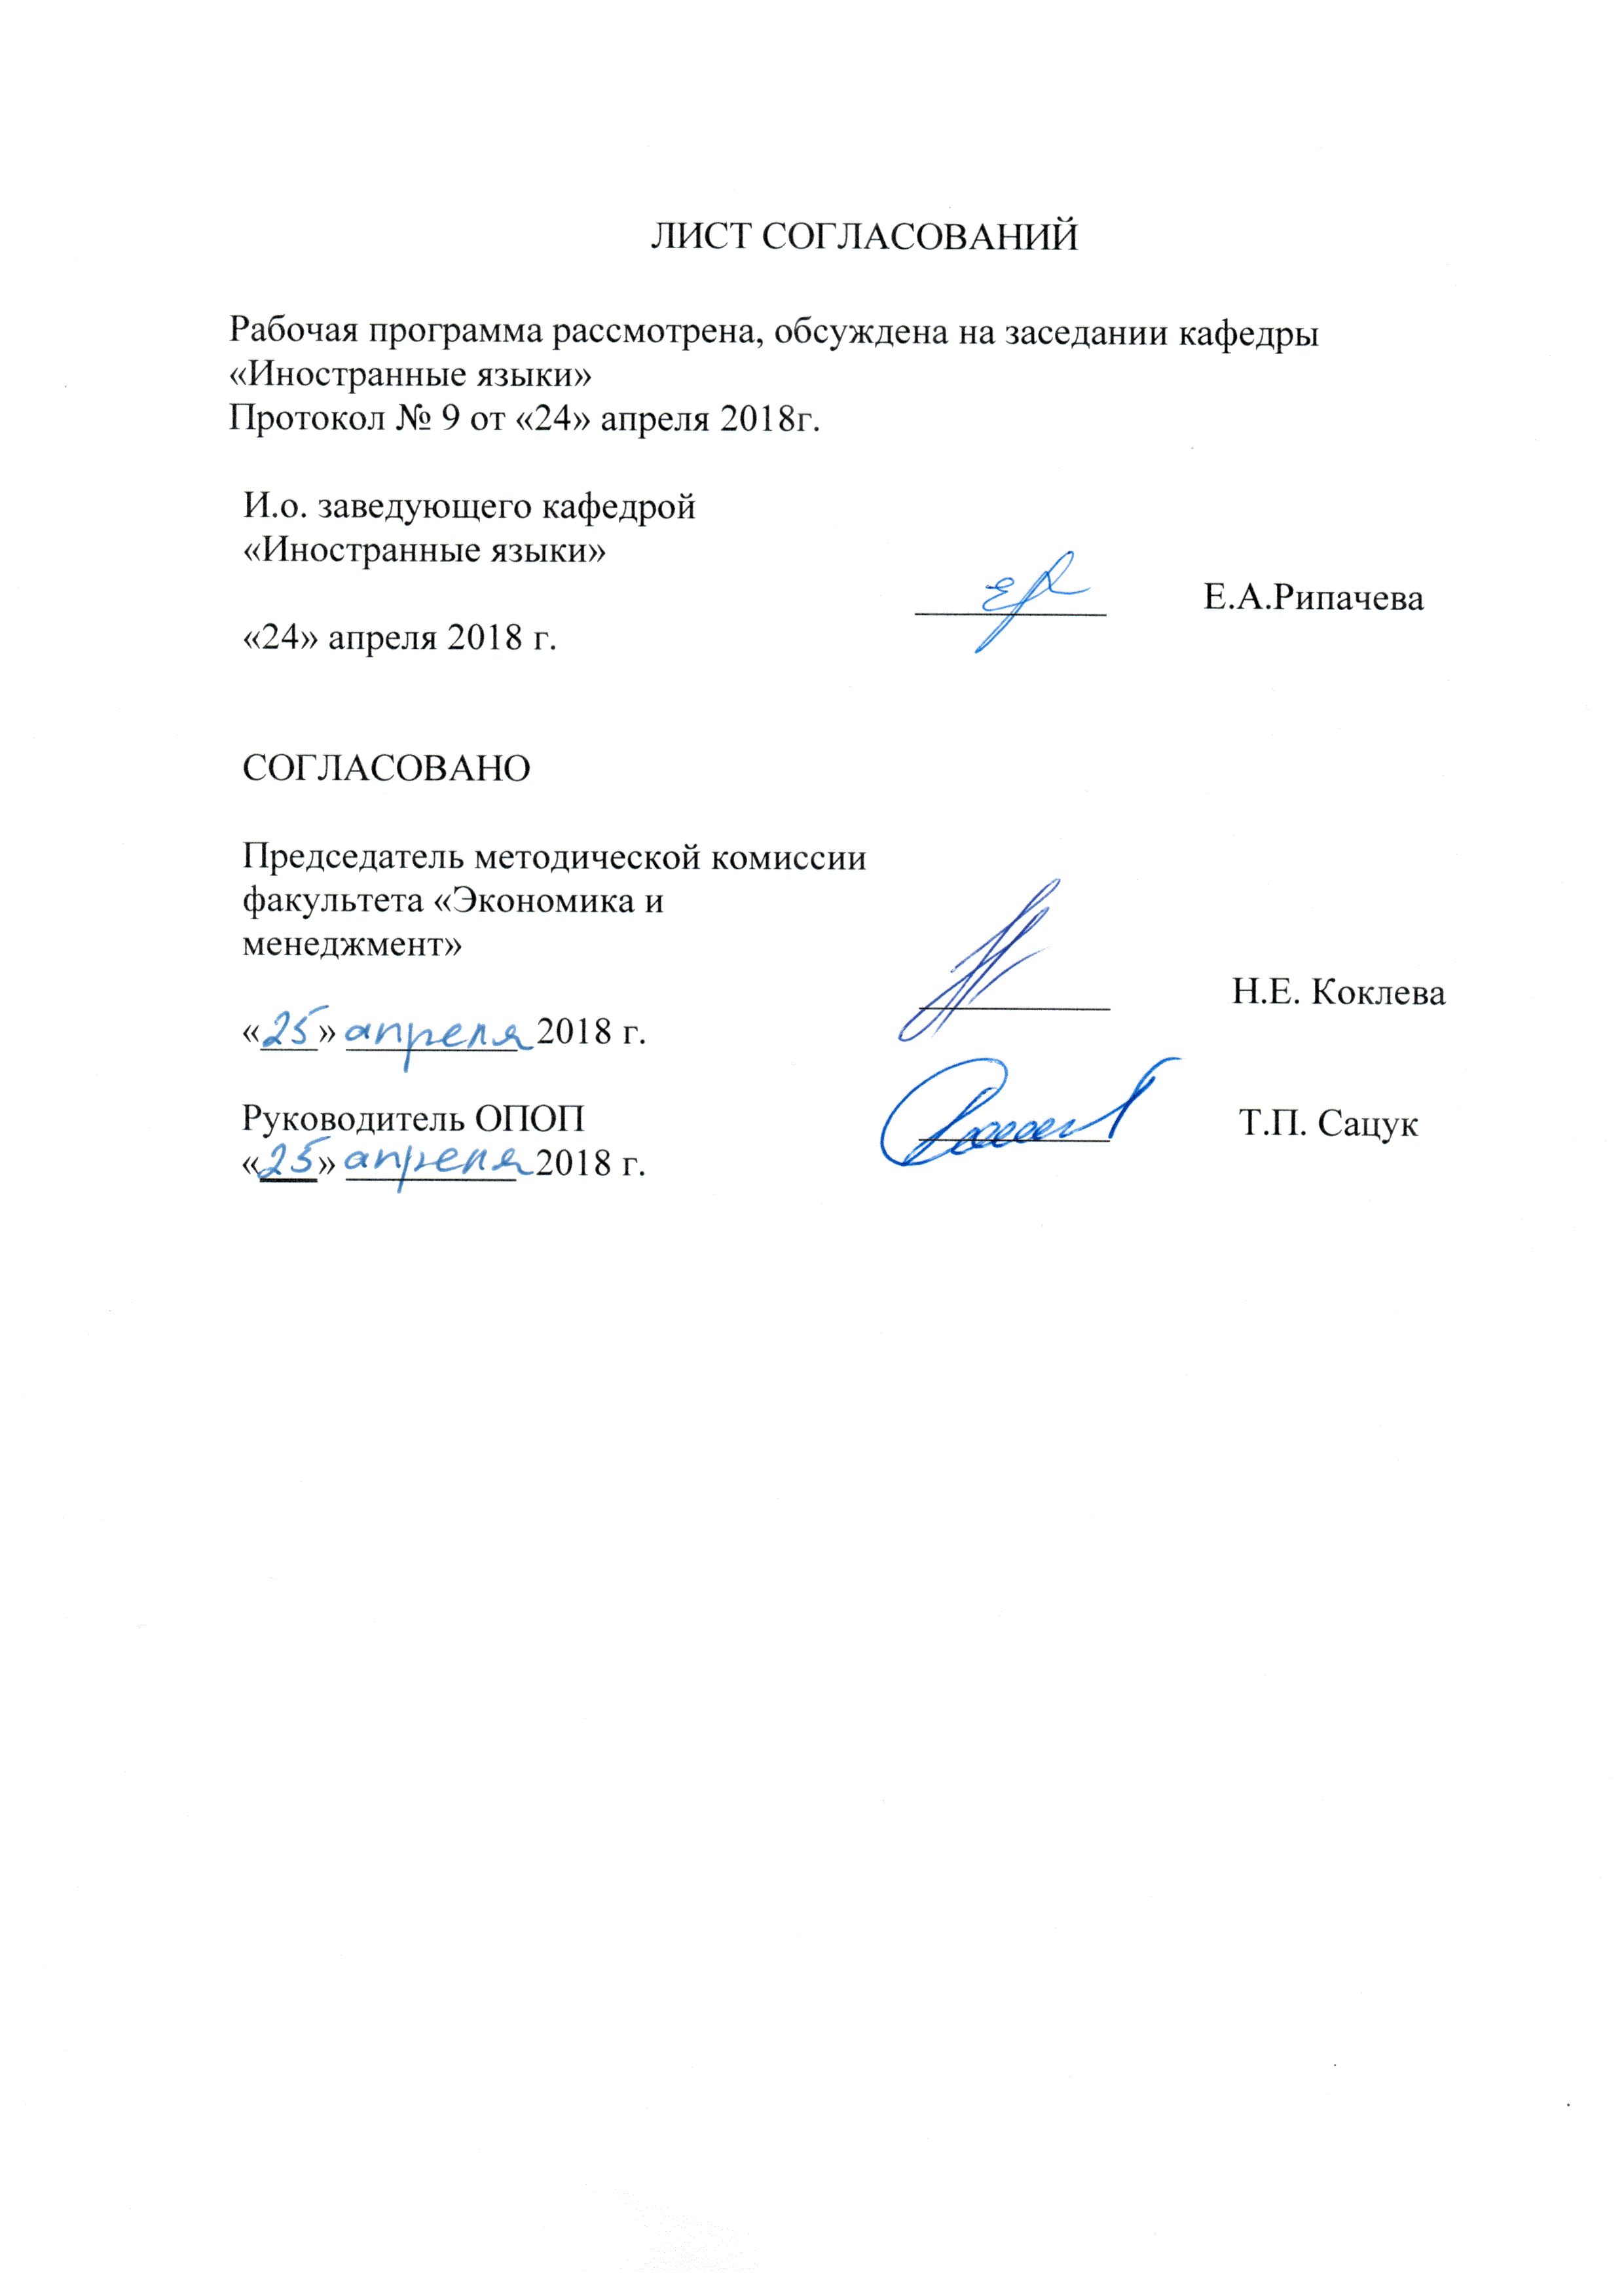 ЛИСТ СОГЛАСОВАНИЙ
Рабочая программа рассмотрена, обсуждена на заседании кафедры
«Иностранные языки»
Протокол № 9 от «24» апреля 2018г.
И.о. заведующего кафедрой
«Иностранные языки»
Е.А.Рипачева
«24» апреля 2018 г.
СОГЛАСОВАНО
Председатель методической комиссии
факультета «Экономика и
менеджмент»
Н.Е. Коклева
«25» апреля 2018 г.
Руководитель ОПОП Т.П. Сацук
«25» апреля 2018 г.